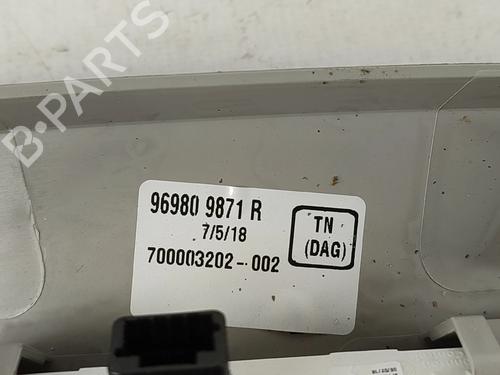 B-PARTS
96980 9871 R
7/5/18
700003202-002
TN
(DAG)